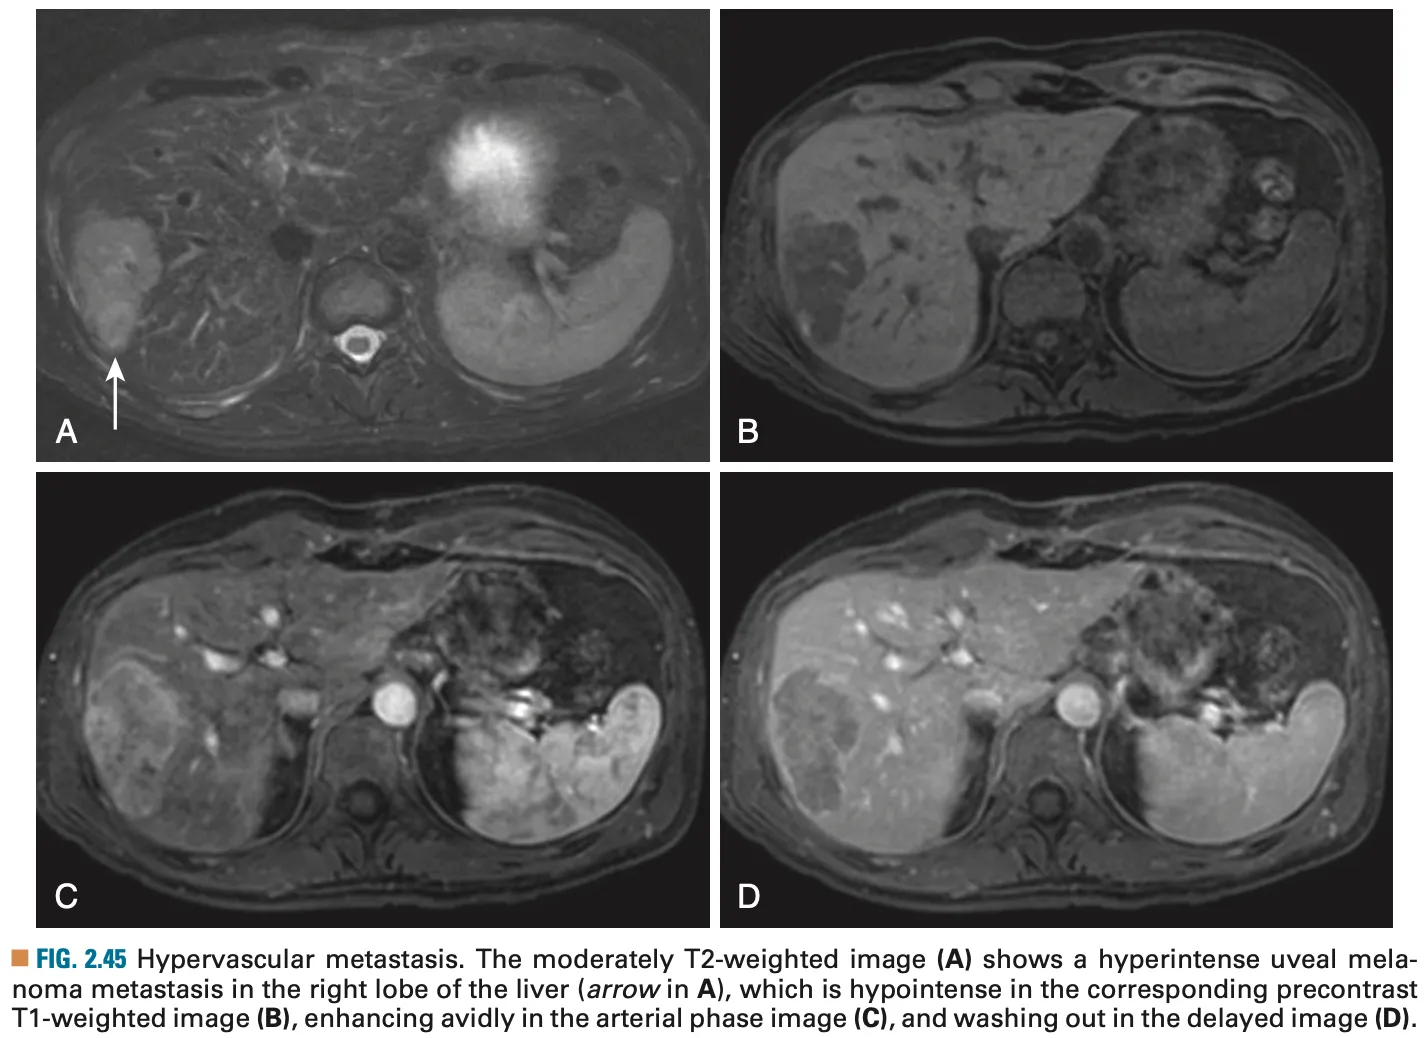 A
B
C
D
FIG. 2.45 Hypervascular metastasis. The moderately T2-weighted image (A) shows a hyperintense uveal mela-
noma metastasis in the right lobe of the liver (arrow in A), which is hypointense in the corresponding precontrast
T1-weighted image (B), enhancing avidly in the arterial phase image (C), and washing out in the delayed image (D).